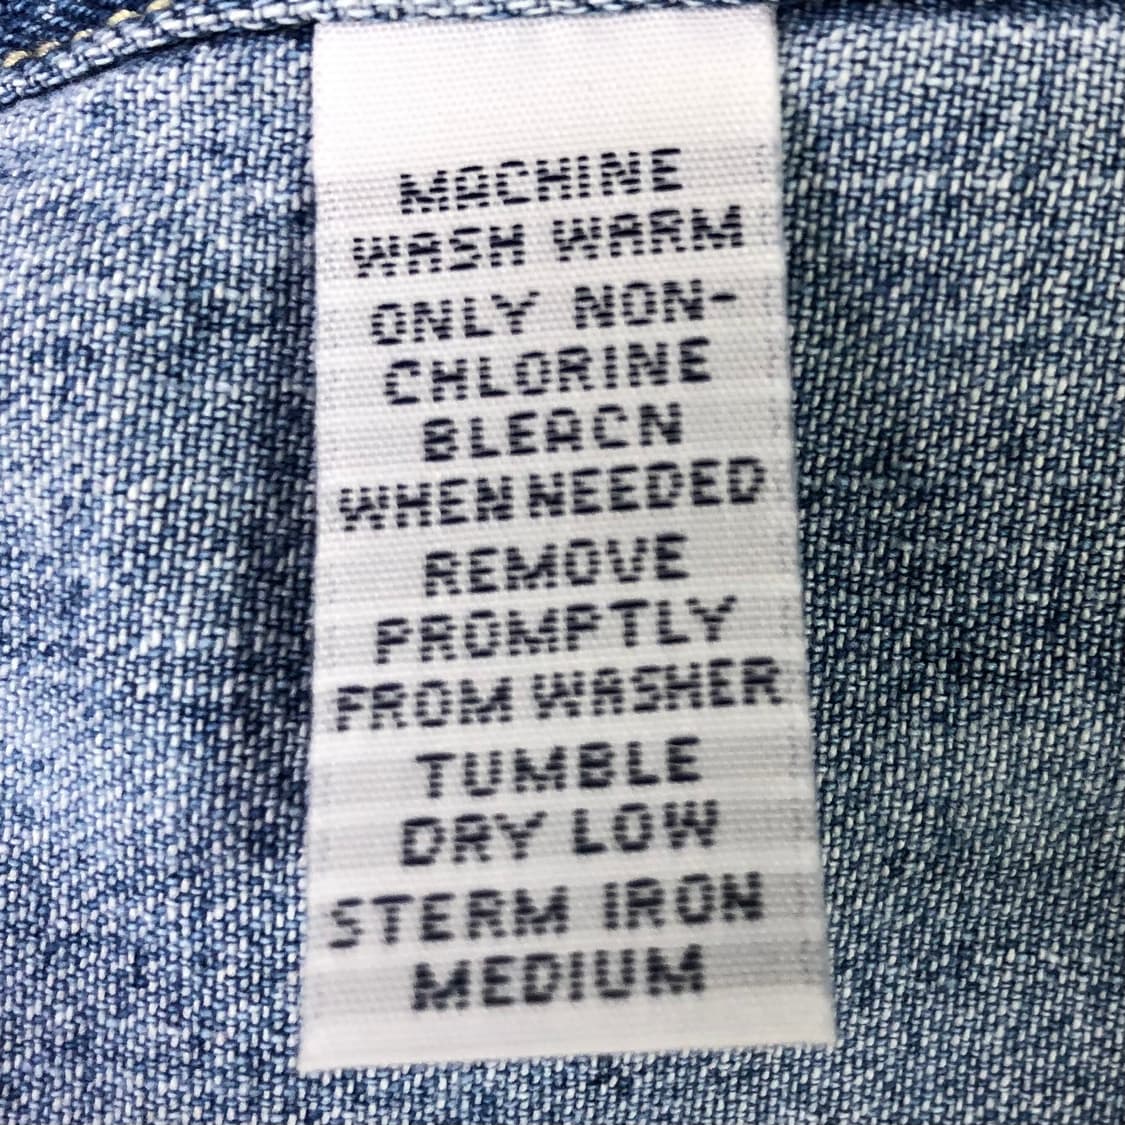 MACHINE
WASH WARM
ONLY NON-
CHLORINE
BLEACN
WHEN NEEDED
REMOVE
PROMPTLY
FROM WASHER
TUMBLE
DRY LOW
STERM IRON
MEDIUM